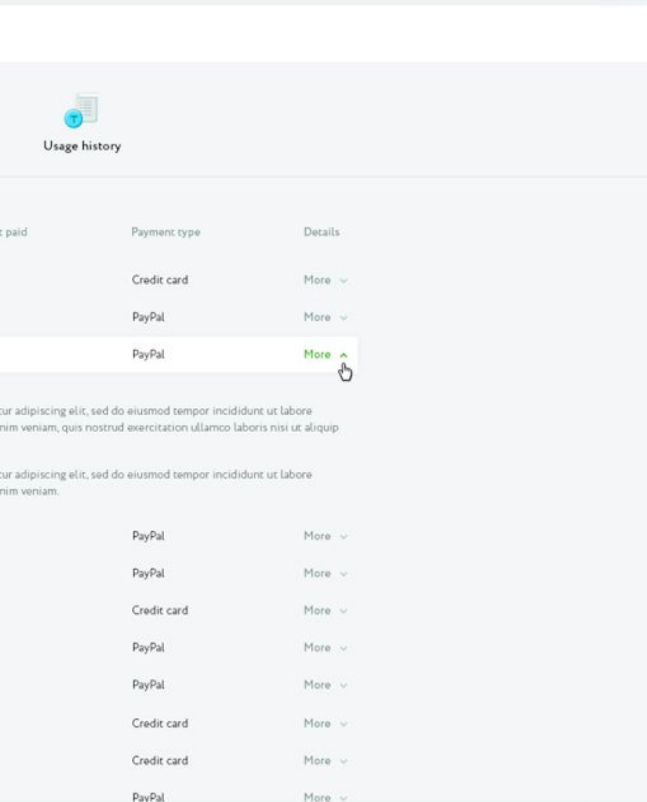 T
Usage history
t paid Payment type Details
Credit card More
PayPal More
PayPal More
tur adipiscing elit, sed do eiusmod tempor incididunt ut labore
nim veniam, quis nostrud exercitation ullamco laboris nisi ut aliquip
tur adipiscing elit, sed do eiusmod tempor incididunt ut labore
nim veniam.
PayPal More
PayPal More
Credit card More
PayPal More
PayPal More
Credit card More
Credit card More
PayPal More